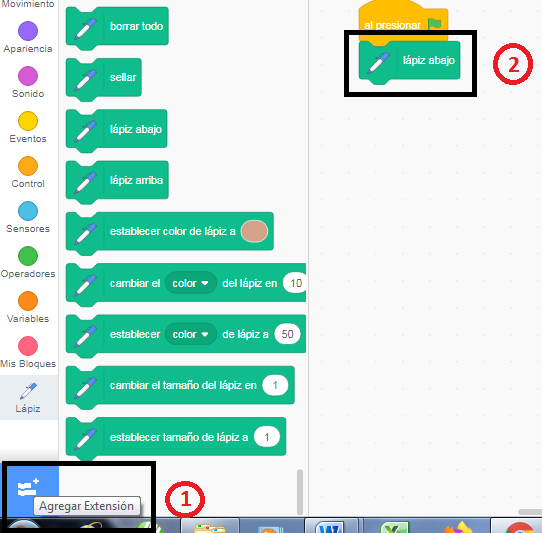 Movimiento
Apariencia
Sonido
Eventos
Control
Sensores
Operadores
Variables
Mis Bloques
Lápiz
borrar todo
sellar
lápiz abajo
lápiz arriba
establecer color de lápiz a
cambiar el color del lápiz en 10
establecer color de lápiz a 50
cambiar el tamaño del lápiz en 1
establecer tamaño de lápiz a 1
al presionar
lápiz abajo
2
Agregar Extensión
1